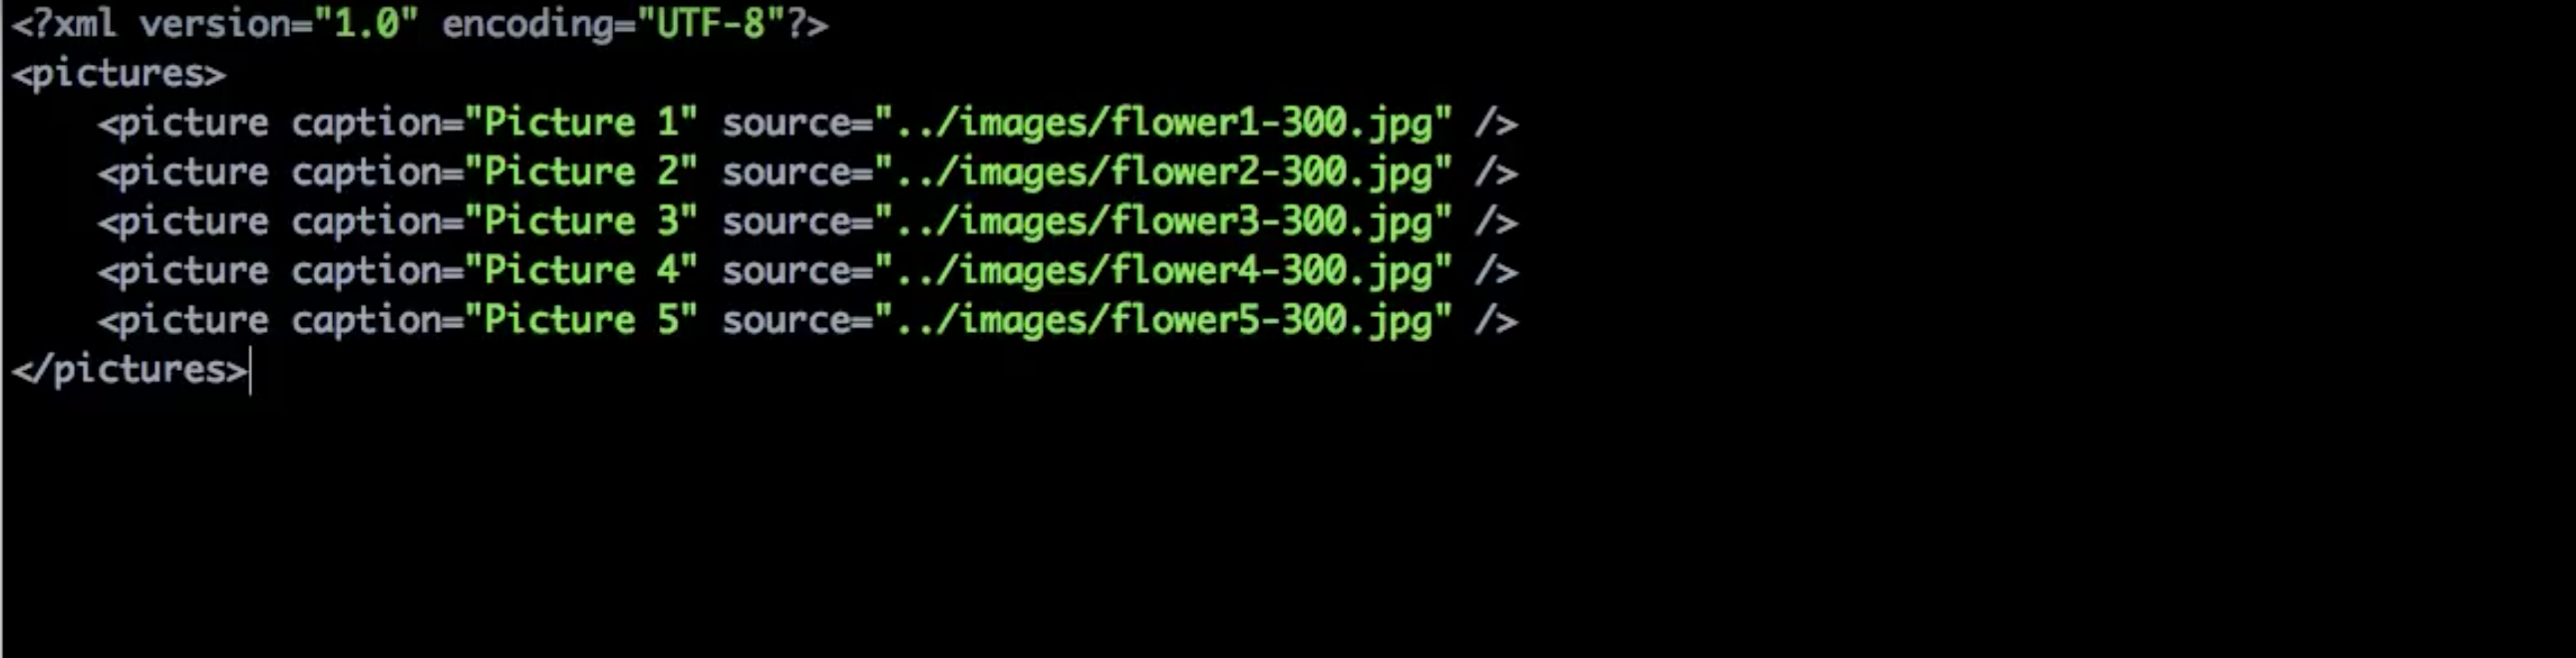 <?xml version="1.0" encoding="UTF-8"?>
<pictures>
    <picture caption="Picture 1" source="../images/flower1-300.jpg" />
    <picture caption="Picture 2" source="../images/flower2-300.jpg" />
    <picture caption="Picture 3" source="../images/flower3-300.jpg" />
    <picture caption="Picture 4" source="../images/flower4-300.jpg" />
    <picture caption="Picture 5" source="../images/flower5-300.jpg" />
</pictures>